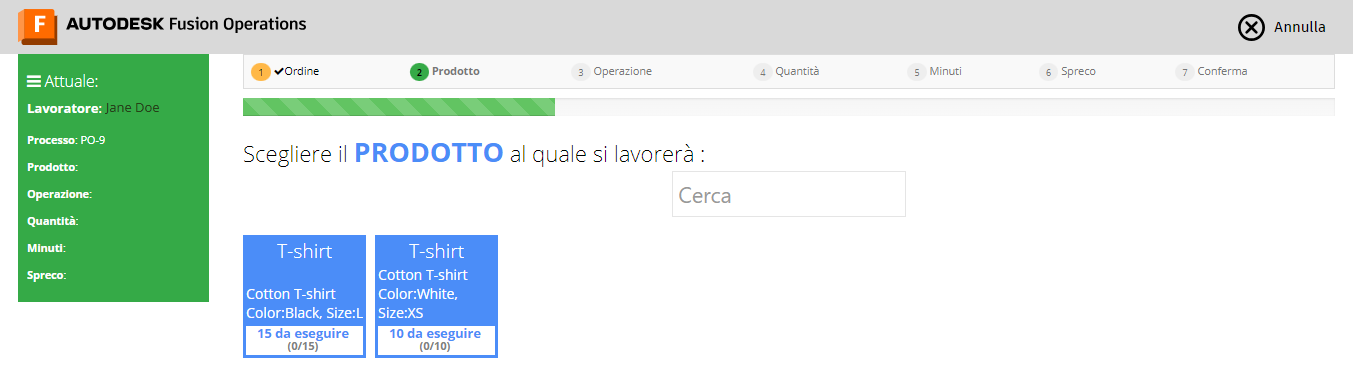 F AUTODESK Fusion Operations
Annulla
Attuale:
Lavoratore: Jane Doe
Processo: PO-9
Prodotto:
Operazione:
Quantità:
Minuti:
Spreco:
1 Ordine 2 Prodotto 3 Operazione 4 Quantità 5 Minuti 6 Spreco 7 Conferma
Scegliere il PRODOTTO al quale si lavorerà :
Cerca
T-shirt
Cotton T-shirt
Color:Black, Size:L
15 da eseguire
(0/15)
T-shirt
Cotton T-shirt
Color:White,
Size:XS
10 da eseguire
(0/10)